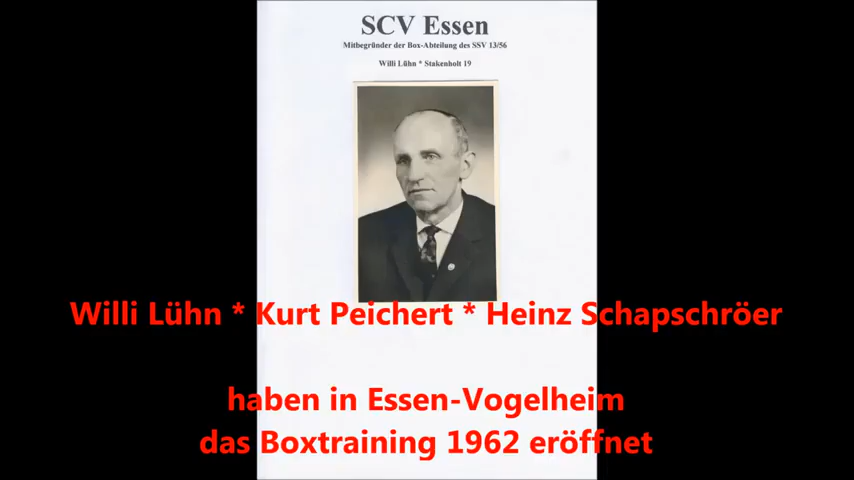 SCV Essen
Mitbegründer der Box-Abteilung des SSV 13/56
Willi Lühn * Stakenholt 19
Willi Lühn * Kurt Peichert * Heinz Schapschröer
haben in Essen-Vogelheim
das Boxtraining 1962 eröffnet